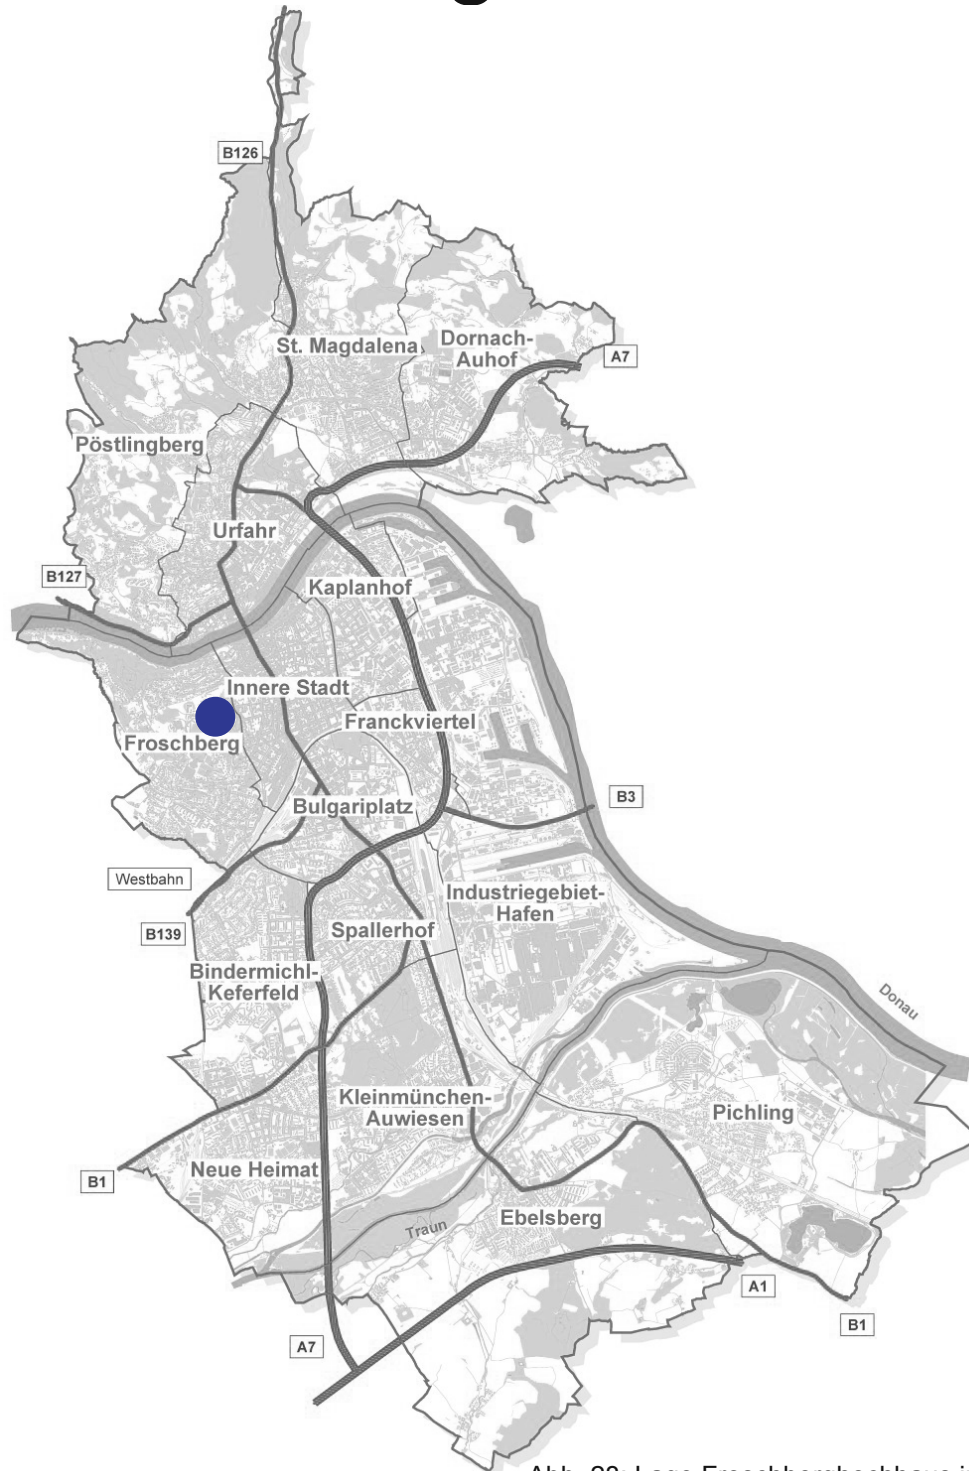 B126
St. Magdalena
Dornach-
Auhof
A7
Pöstlingberg
Urfahr
B127
Kaplanhof
Innere Stadt
Franckviertel
Froschberg
B3
Bulgariplatz
Westbahn
Industriegebiet-
Hafen
B139
Spallerhof
Bindermichl-
Keferfeld
Donau
Kleinmünchen-
Auwiesen
Pichling
B1
Neue Heimat
Ebelsberg
Traun
A1
B1
A7